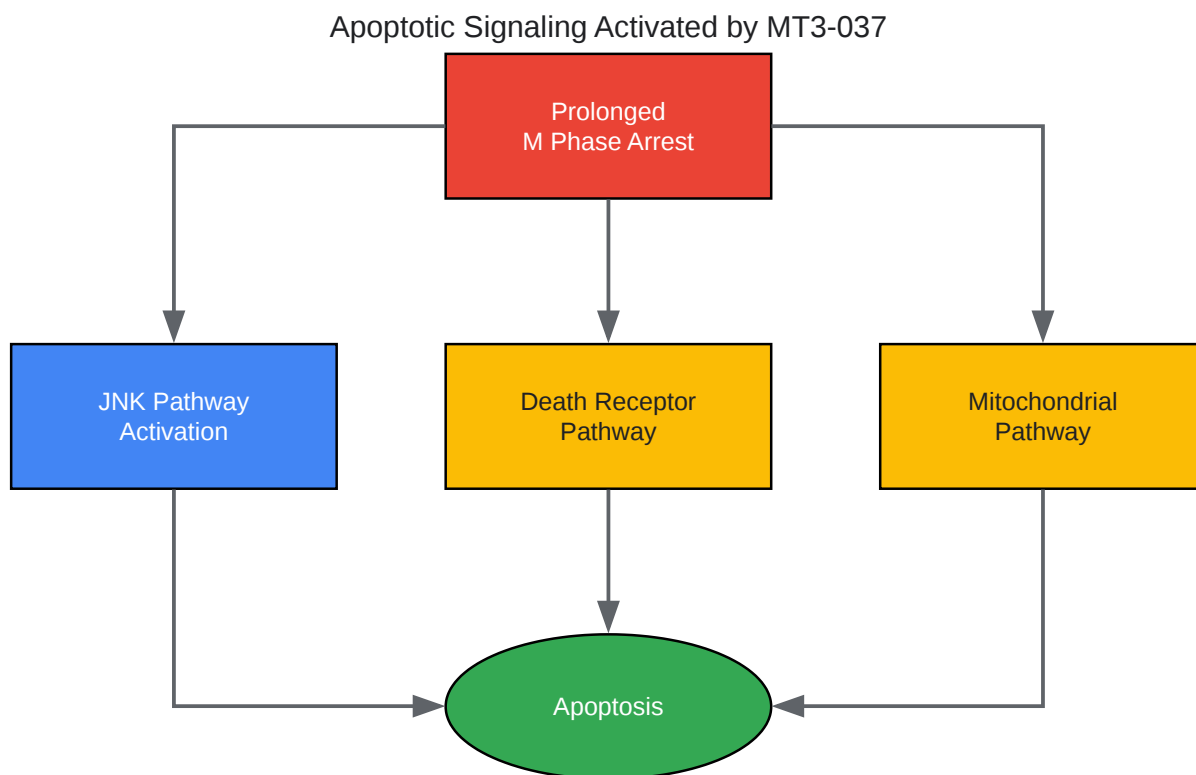 Apoptotic Signaling Activated by MT3-037
Prolonged
M Phase Arrest
JNK Pathway
Activation
Death Receptor
Pathway
Mitochondrial
Pathway
Apoptosis